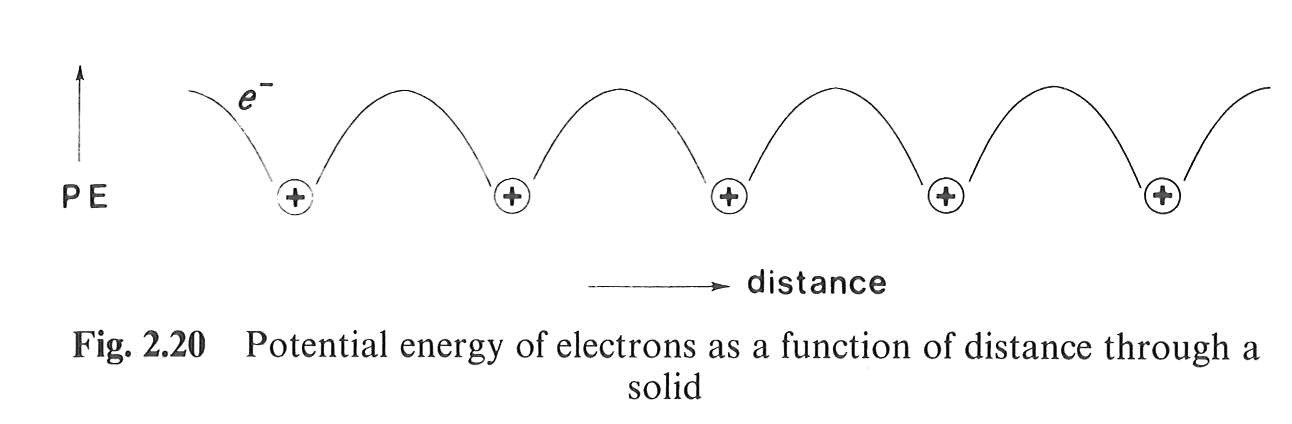 e⁻
+ + + + +
PE
distance
Fig. 2.20 Potential energy of electrons as a function of distance through a
solid